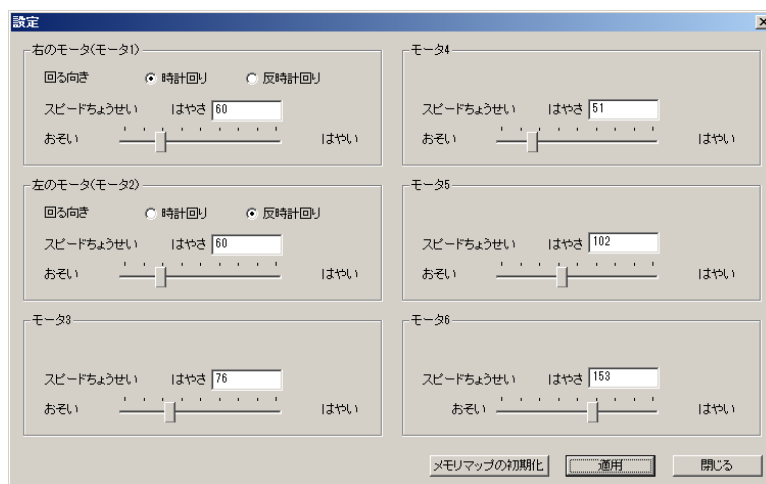 設定
右のモータ(モータ1)
回る向き 時計回り 反時計回り
スピードちょうせい はやさ 60
おそい はやい
左のモータ(モータ2)
回る向き 時計回り 反時計回り
スピードちょうせい はやさ 60
おそい はやい
モータ3
スピードちょうせい はやさ 76
おそい はやい
モータ4
スピードちょうせい はやさ 51
おそい はやい
モータ5
スピードちょうせい はやさ 102
おそい はやい
モータ6
スピードちょうせい はやさ 153
おそい はやい
メモリマップの初期化 適用 閉じる